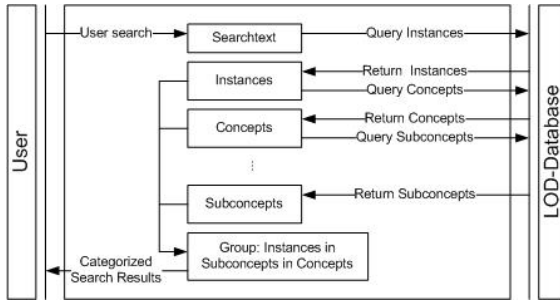 User
User search
Searchtext
Query Instances
Return Instances
Instances
Query Concepts
Return Concepts
Concepts
Query Subconcepts
...
Return Subconcepts
Subconcepts
Group: Instances in
Subconcepts in Concepts
Categorized
Search Results
LOD-Database